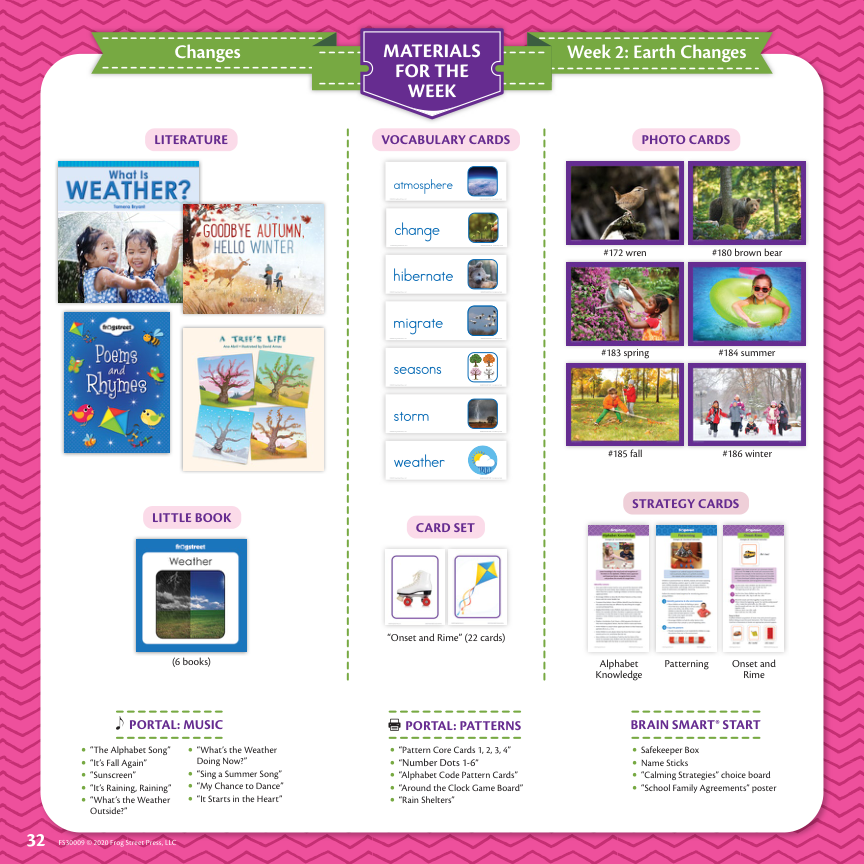 Changes
MATERIALS
FOR THE
WEEK
Week 2: Earth Changes
LITERATURE
What Is
WEATHER?
Tamera Bryant
GOODBYE AUTUMN,
HELLO WINTER
frogstreet
Poems
and
Rhymes
A TREE'S LIFE
LITTLE BOOK
frogstreet
Weather
(6 books)
VOCABULARY CARDS
atmosphere
change
hibernate
migrate
seasons
storm
weather
CARD SET
"Onset and Rime" (22 cards)
PHOTO CARDS
#172 wren
#180 brown bear
#183 spring
#184 summer
#185 fall
#186 winter
STRATEGY CARDS
Alphabet Knowledge
Patterning
Onset and Rime
Alphabet
Knowledge
Patterning
Onset and
Rime
PORTAL: MUSIC
• "The Alphabet Song"
• "It's Fall Again"
• "Sunscreen"
• "It's Raining, Raining"
• "What's the Weather
Outside?"
• "What's the Weather
Doing Now?"
• "Sing a Summer Song"
• "My Chance to Dance"
• "It Starts in the Heart"
PORTAL: PATTERNS
• "Pattern Core Cards 1, 2, 3, 4"
• "Number Dots 1-6"
• "Alphabet Code Pattern Cards"
• "Around the Clock Game Board"
• "Rain Shelters"
BRAIN SMART® START
• Safekeeper Box
• Name Sticks
• "Calming Strategies" choice board
• "School Family Agreements" poster
32
FS30009 © 2020 Frog Street Press, LLC